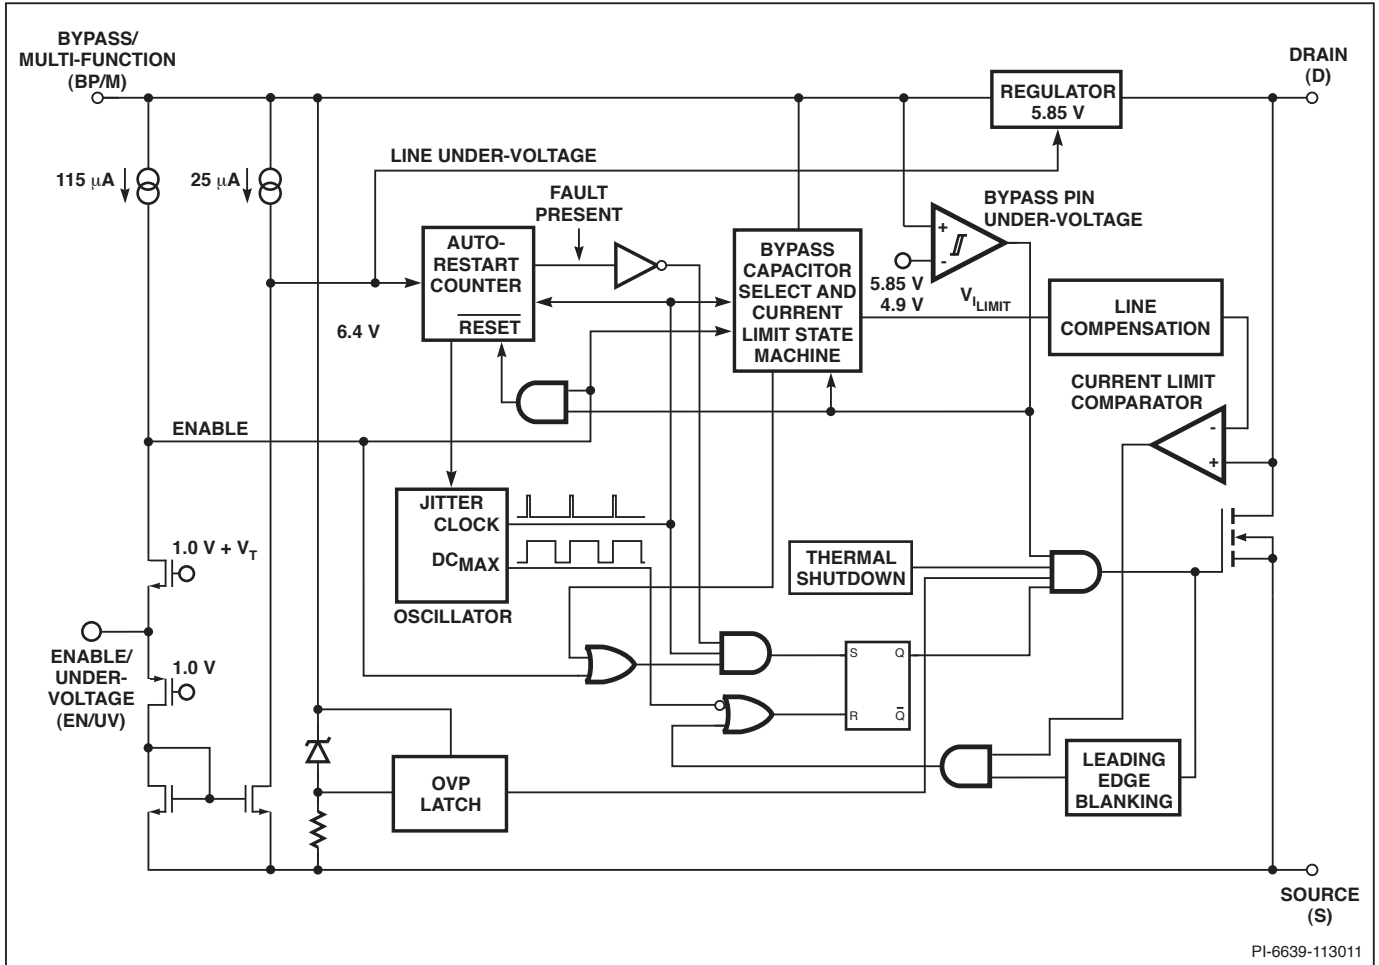 BYPASS/
MULTI-FUNCTION
(BP/M)
DRAIN
(D)
REGULATOR
5.85 V
LINE UNDER-VOLTAGE
115 µA
25 µA
FAULT
PRESENT
BYPASS PIN
UNDER-VOLTAGE
AUTO-
RESTART
COUNTER
RESET
BYPASS
CAPACITOR
SELECT AND
CURRENT
LIMIT STATE
MACHINE
+
-
5.85 V
4.9 V
VILIMIT
LINE
COMPENSATION
6.4 V
CURRENT LIMIT
COMPARATOR
-
+
ENABLE
JITTER
CLOCK
DCMAX
OSCILLATOR
1.0 V + VT
THERMAL
SHUTDOWN
ENABLE/
UNDER-
VOLTAGE
(EN/UV)
1.0 V
S
Q
R
Q̅
OVP
LATCH
LEADING
EDGE
BLANKING
SOURCE
(S)
PI-6639-113011